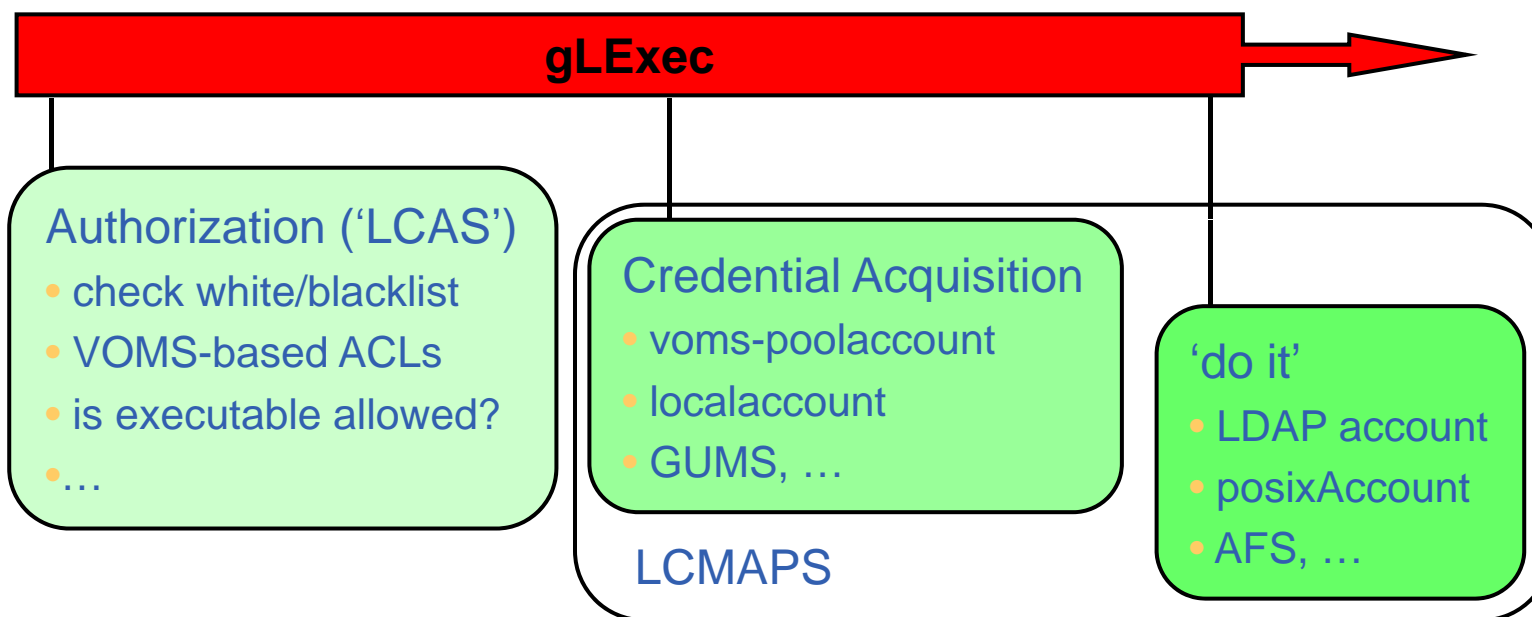 gLExec
Authorization (‘LCAS’)
• check white/blacklist
• VOMS-based ACLs
• is executable allowed?
•…
Credential Acquisition
• voms-poolaccount
• localaccount
• GUMS, …
LCMAPS
‘do it’
• LDAP account
• posixAccount
• AFS, …